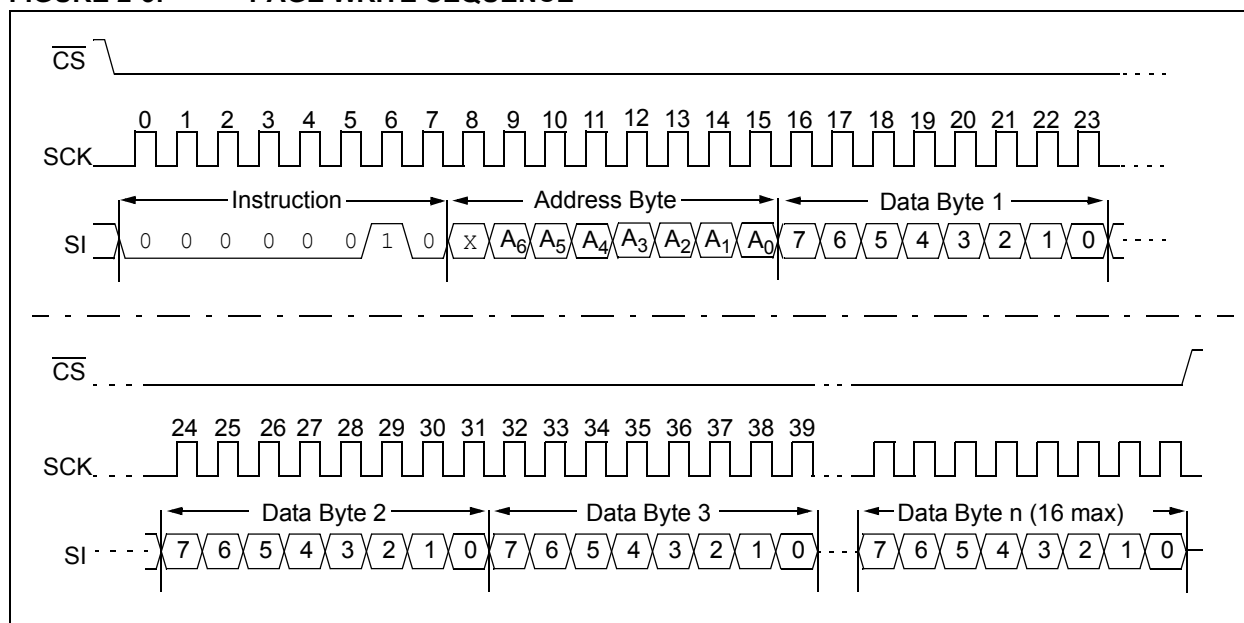 FIGURE PAGE WRITE SEQUENCE
CS
0 1 2 3 4 5 6 7 8 9 10 11 12 13 14 15 16 17 18 19 20 21 22 23
SCK
Instruction Address Byte Data Byte 1
SI 0 0 0 0 0 0 1 0 X A6 A5 A4 A3 A2 A1 A0 7 6 5 4 3 2 1 0
CS
24 25 26 27 28 29 30 31 32 33 34 35 36 37 38 39
SCK
Data Byte 2 Data Byte 3 Data Byte n (16 max)
SI 7 6 5 4 3 2 1 0 7 6 5 4 3 2 1 0 7 6 5 4 3 2 1 0